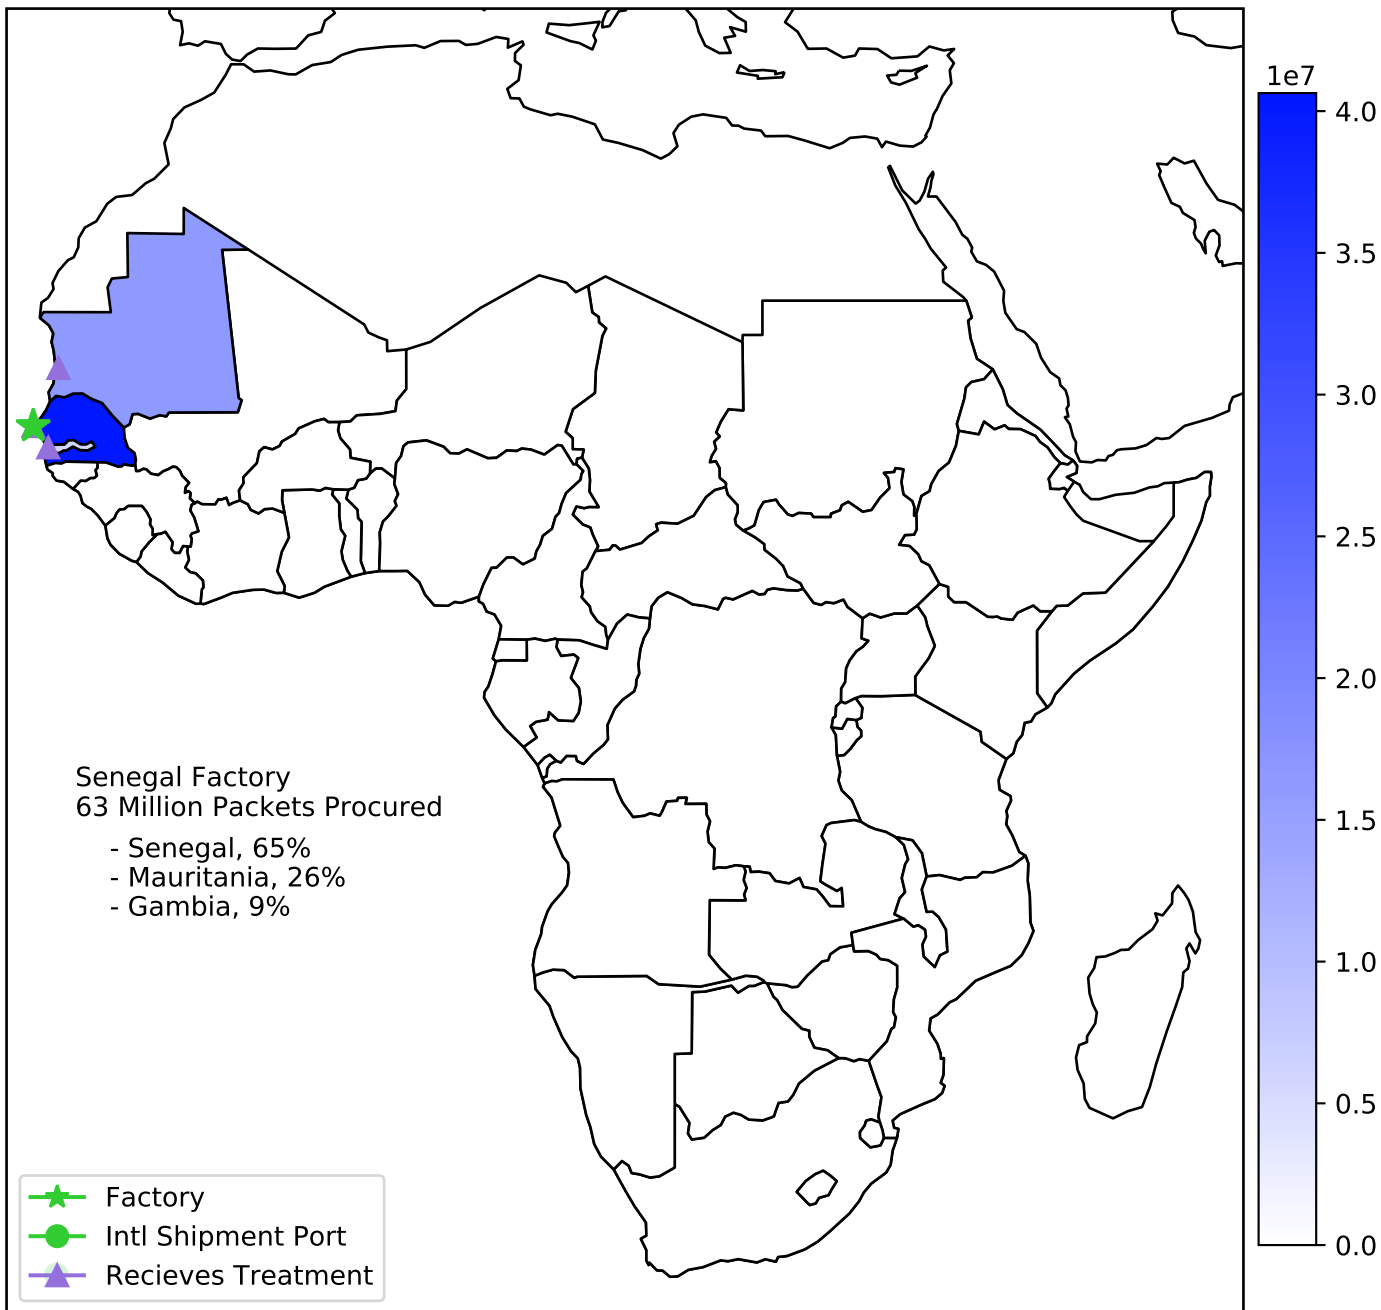 1e7
4.0
3.5
3.0
2.5
2.0
1.5
1.0
0.5
0.0
Senegal Factory
63 Million Packets Procured
- Senegal, 65%
- Mauritania, 26%
- Gambia, 9%
Factory
Intl Shipment Port
Recieves Treatment